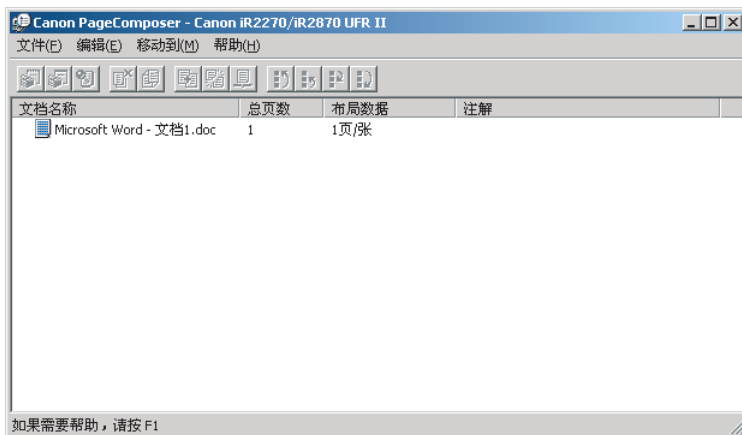 Canon PageComposer - Canon iR2270/iR2870 UFR II
文件(F) 编辑(E) 移动到(M) 帮助(H)
文档名称 总页数 布局数据 注解
Microsoft Word - 文档1.doc 1 1页/张
如果需要帮助，请按 F1